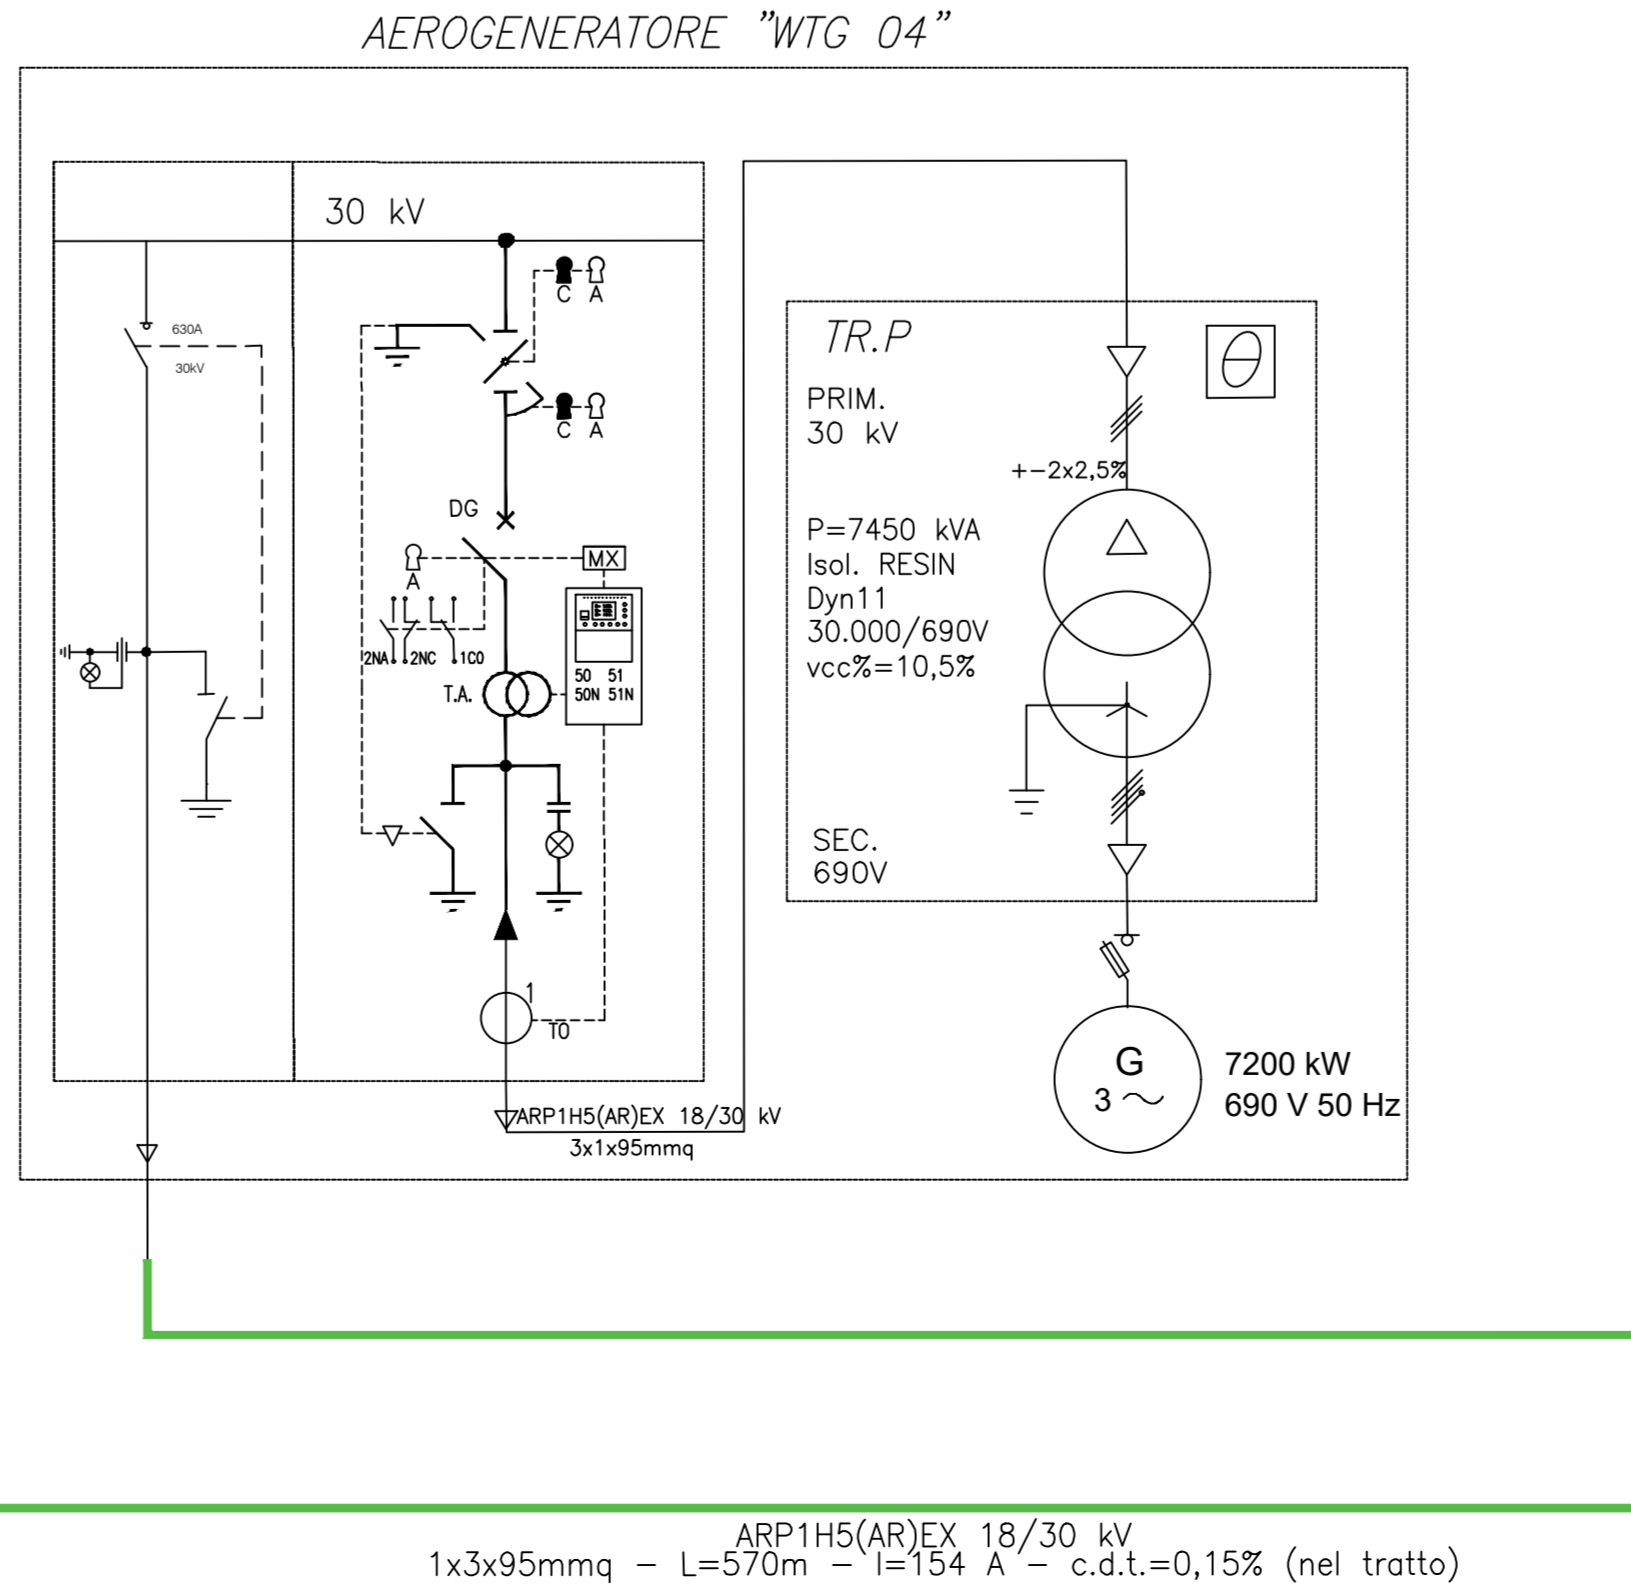 AEROGENERATORE "WTG 04"
30 kV
630A
30kV
C A
C A
DG
A
MX
2NA 2NC 1CO
50 51
50N 51N
T.A.
1
TO
ARP1H5(AR)EX 18/30 kV
3x1x95mmq
TR.P
PRIM.
30 kV
+-2x2,5%
P=7450 kVA
Isol. RESIN
Dyn11
30.000/690V
vcc%=10,5%
SEC.
690V
G
3
7200 kW
690 V 50 Hz
ARP1H5(AR)EX 18/30 kV
1x3x95mmq - L=570m - I=154 A - c.d.t.=0,15% (nel tratto)